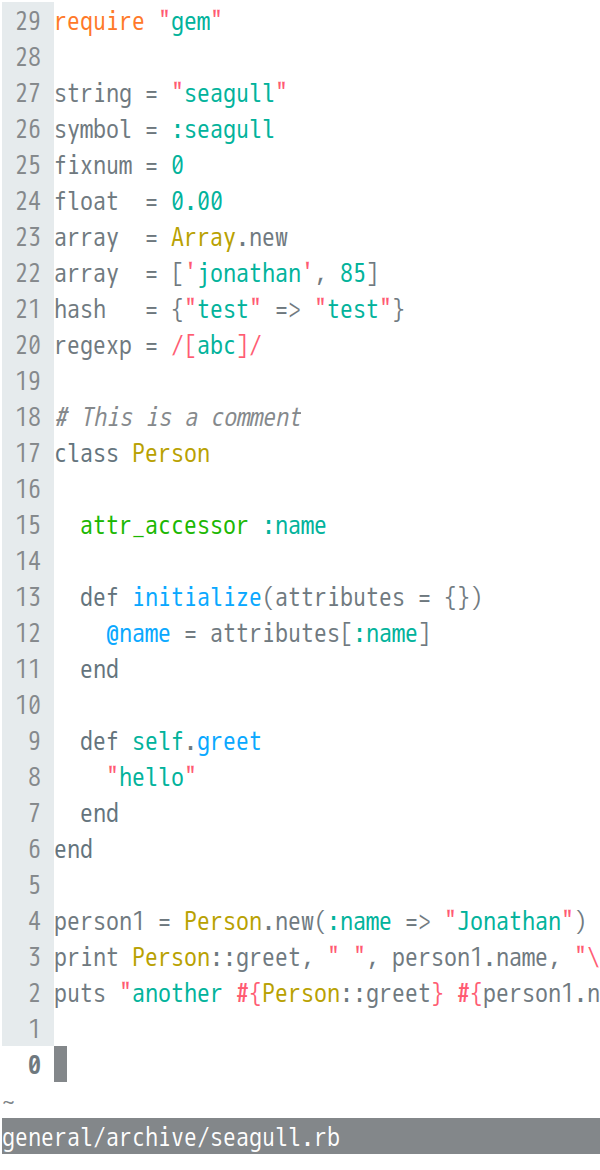 29 require "gem"
28
27 string = "seagull"
26 symbol = :seagull
25 fixnum = 0
24 float  = 0.00
23 array  = Array.new
22 array  = ['jonathan', 85]
21 hash   = {"test" => "test"}
20 regexp = /[abc]/
19
18 # This is a comment
17 class Person
16
15   attr_accessor :name
14
13   def initialize(attributes = {})
12     @name = attributes[:name]
11   end
10
9   def self.greet
8     "hello"
7   end
6 end
5
4 person1 = Person.new(:name => "Jonathan")
3 print Person::greet, " ", person1.name, "\
2 puts "another #{Person::greet} #{person1.n
1
0
~
general/archive/seagull.rb